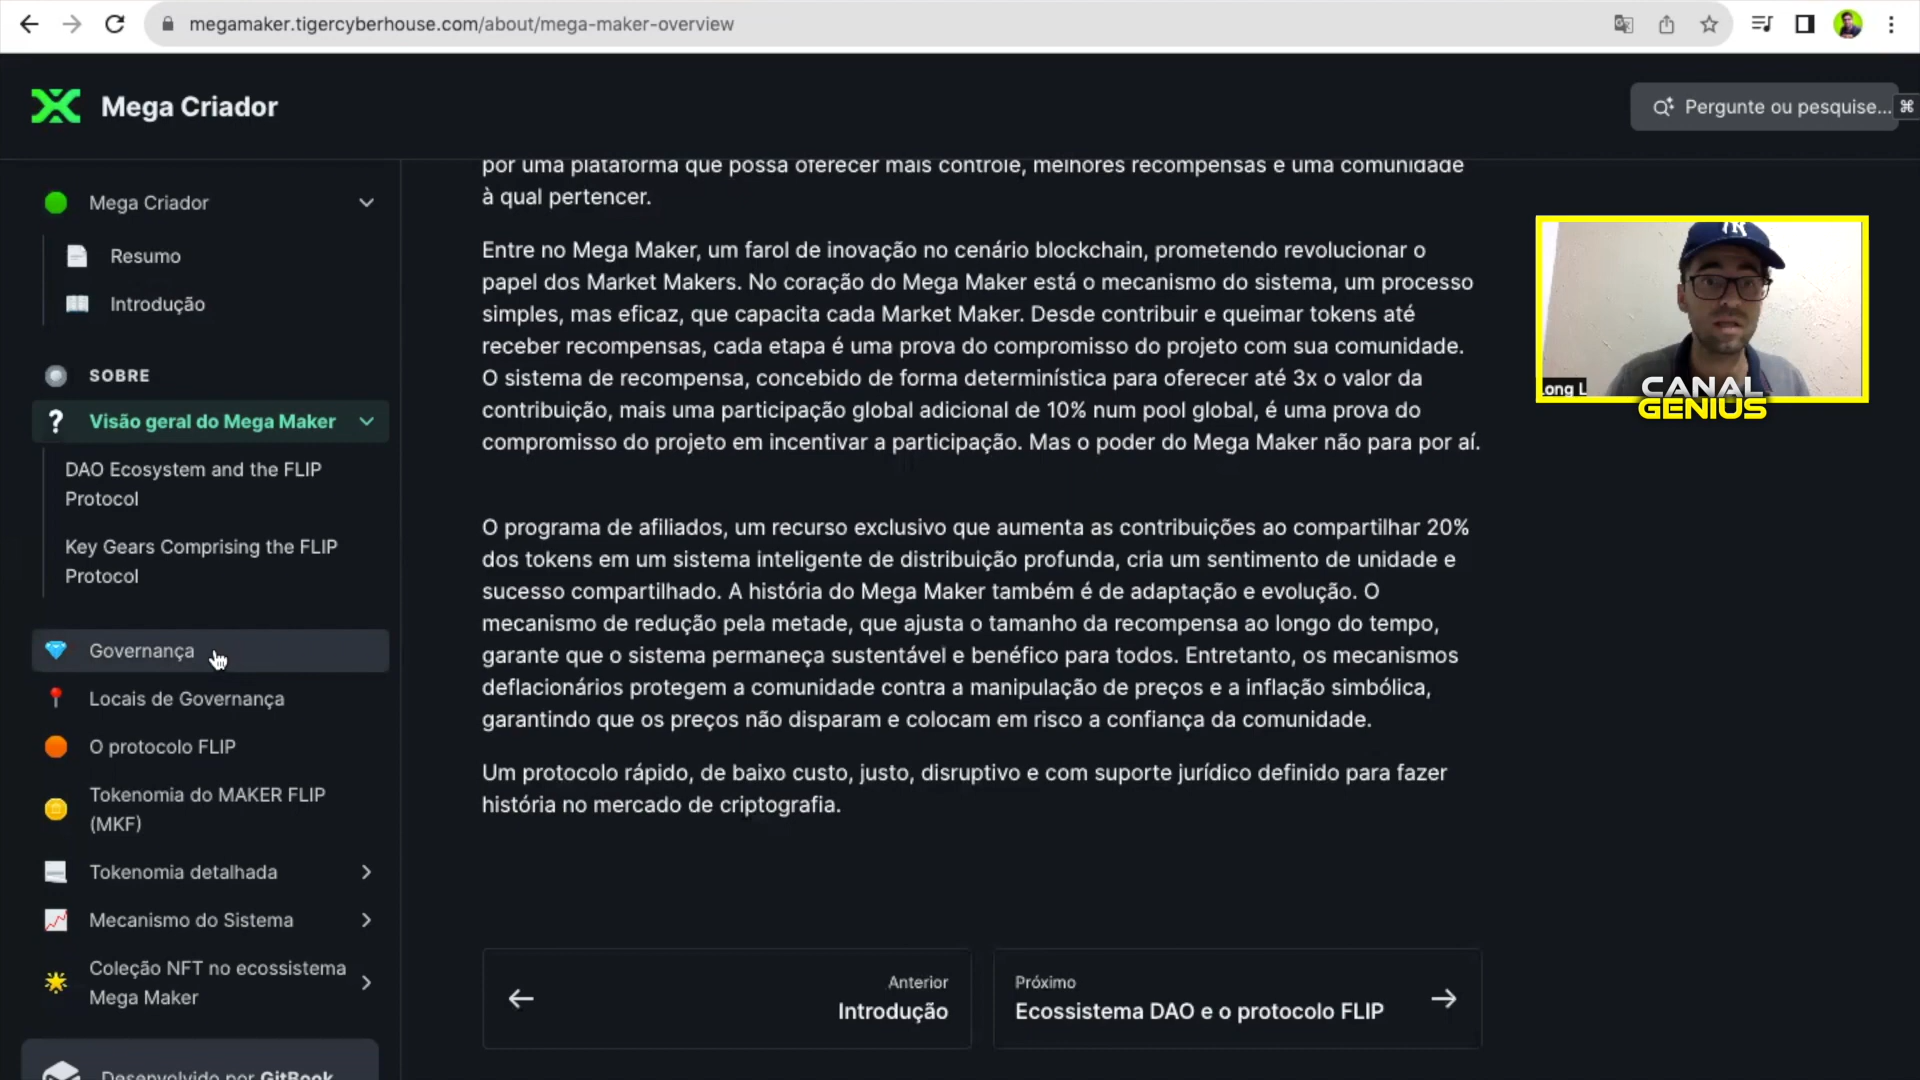 megamaker.tigercyberhouse.com/about/mega-maker-overview
Mega Criador
Pergunte ou pesquise...
⌘
Mega Criador
Resumo
Introdução
SOBRE
Visão geral do Mega Maker
DAO Ecosystem and the FLIP
Protocol
Key Gears Comprising the FLIP
Protocol
Governança
Locais de Governança
O protocolo FLIP
Tokenomia do MAKER FLIP
(MKF)
Tokenomia detalhada
Mecanismo do Sistema
Coleção NFT no ecossistema
Mega Maker
Desenvolvido por GitBook
por uma plataforma que possa oferecer mais controle, melhores recompensas e uma comunidade
à qual pertencer.
Entre no Mega Maker, um farol de inovação no cenário blockchain, prometendo revolucionar o
papel dos Market Makers. No coração do Mega Maker está o mecanismo do sistema, um processo
simples, mas eficaz, que capacita cada Market Maker. Desde contribuir e queimar tokens até
receber recompensas, cada etapa é uma prova do compromisso do projeto com sua comunidade.
O sistema de recompensa, concebido de forma determinística para oferecer até 3x o valor da
contribuição, mais uma participação global adicional de 10% num pool global, é uma prova do
compromisso do projeto em incentivar a participação. Mas o poder do Mega Maker não para por aí.
O programa de afiliados, um recurso exclusivo que aumenta as contribuições ao compartilhar 20%
dos tokens em um sistema inteligente de distribuição profunda, cria um sentimento de unidade e
sucesso compartilhado. A história do Mega Maker também é de adaptação e evolução. O
mecanismo de redução pela metade, que ajusta o tamanho da recompensa ao longo do tempo,
garante que o sistema permaneça sustentável e benéfico para todos. Entretanto, os mecanismos
deflacionários protegem a comunidade contra a manipulação de preços e a inflação simbólica,
garantindo que os preços não disparam e colocam em risco a confiança da comunidade.
Um protocolo rápido, de baixo custo, justo, disruptivo e com suporte jurídico definido para fazer
história no mercado de criptografia.
Anterior
Introdução
Próximo
Ecossistema DAO e o protocolo FLIP
ong L
CANAL
GENIUS